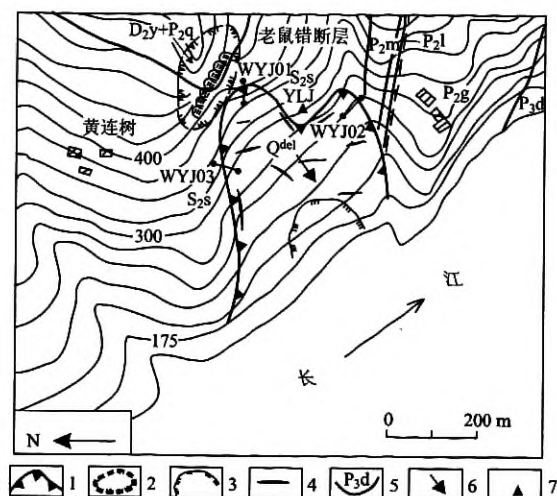 D₂y+P₂q
老鼠错断层
P₂m
P₂l
WYJ01
S₂s
YLJ
P₂g
P₃d
黄连树
WYJ02
400
Qdel
WYJ03
S₂s
300
江
175
长
0 200 m
N
1 2 3 4 P₃d 5 6 7